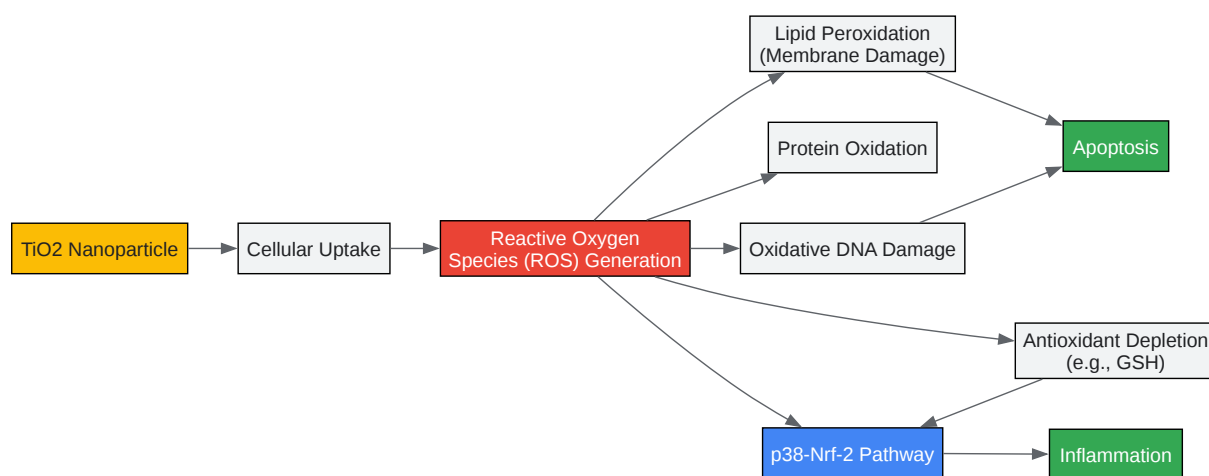 Lipid Peroxidation
(Membrane Damage)
Protein Oxidation
Apoptosis
TiO2 Nanoparticle
Cellular Uptake
Reactive Oxygen
Species (ROS) Generation
Oxidative DNA Damage
Antioxidant Depletion
(e.g., GSH)
p38-Nrf-2 Pathway
Inflammation